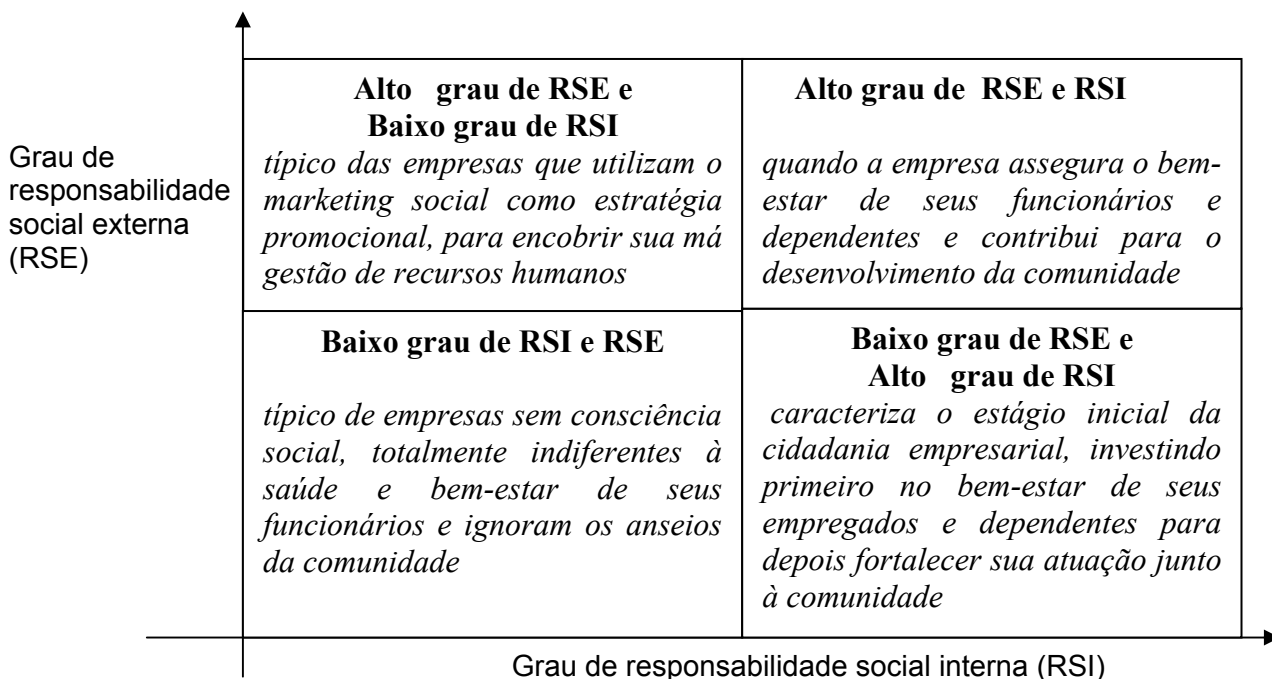 Grau de
responsabilidade
social externa
(RSE)
Alto grau de RSE e
Baixo grau de RSI
típico das empresas que utilizam o
marketing social como estratégia
promocional, para encobrir sua má
gestão de recursos humanos
Alto grau de RSE e RSI
quando a empresa assegura o bem-
estar de seus funcionários e
dependentes e contribui para o
desenvolvimento da comunidade
Baixo grau de RSI e RSE
típico de empresas sem consciência
social, totalmente indiferentes à
saúde e bem-estar de seus
funcionários e ignoram os anseios
da comunidade
Baixo grau de RSE e
Alto grau de RSI
caracteriza o estágio inicial da
cidadania empresarial, investindo
primeiro no bem-estar de seus
empregados e dependentes para
depois fortalecer sua atuação junto
à comunidade
Grau de responsabilidade social interna (RSI)